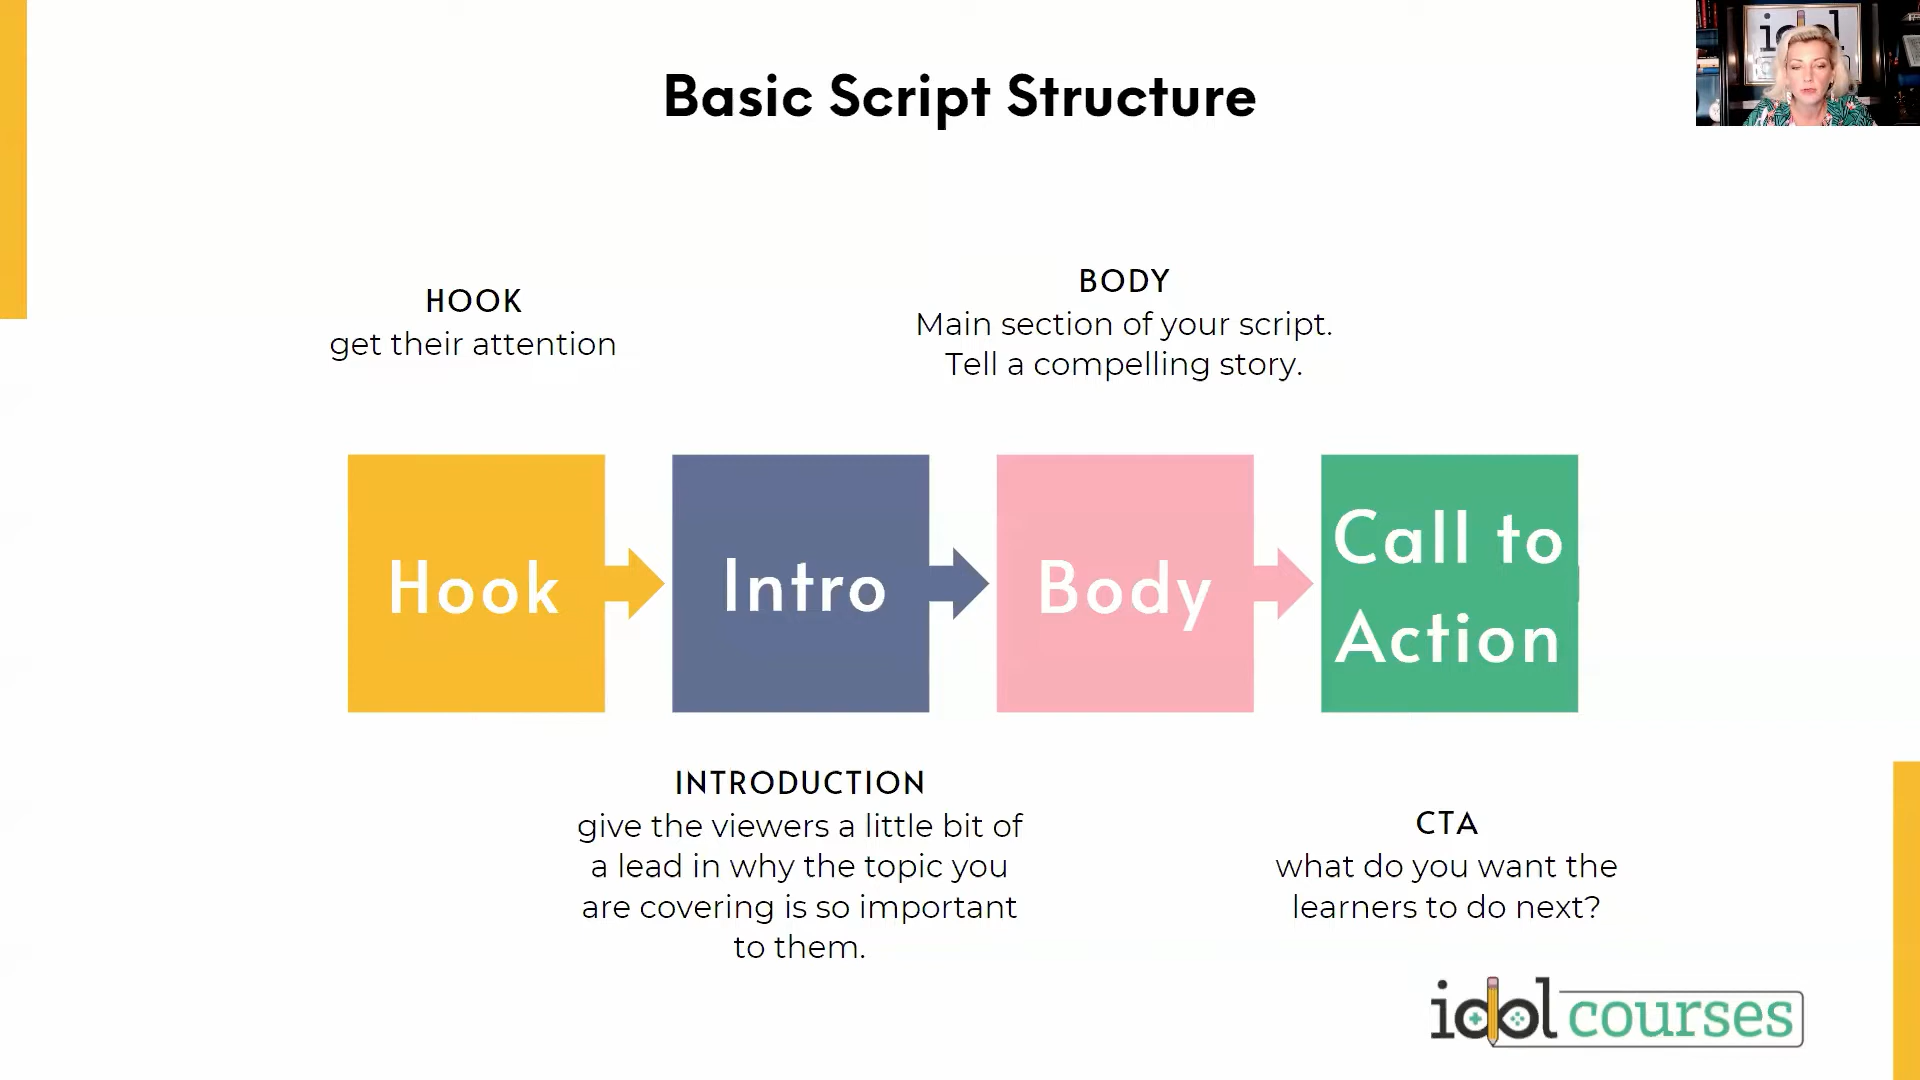 Basic Script Structure
HOOK
get their attention
BODY
Main section of your script.
Tell a compelling story.
Hook
Intro
Body
Call to
Action
INTRODUCTION
give the viewers a little bit of
a lead in why the topic you
are covering is so important
to them.
CTA
what do you want the
learners to do next?
idol courses
idol